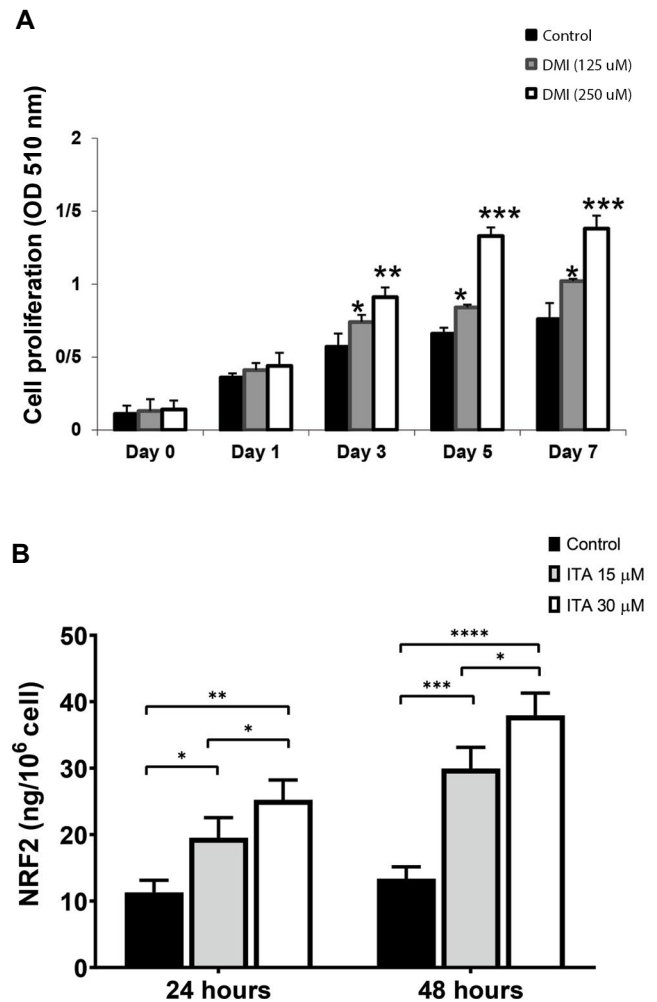 A
Control
DMI (125 uM)
DMI (250 uM)
Cell proliferation (OD 510 nm)
2
1/5
1
0/5
0
* **
* ***
* ***
Day 0 Day 1 Day 3 Day 5 Day 7
B
Control
ITA 15 μM
ITA 30 μM
NRF2 (ng/10⁶ cell)
50
40
30
20
10
0
**
* *
****
*** *
24 hours 48 hours